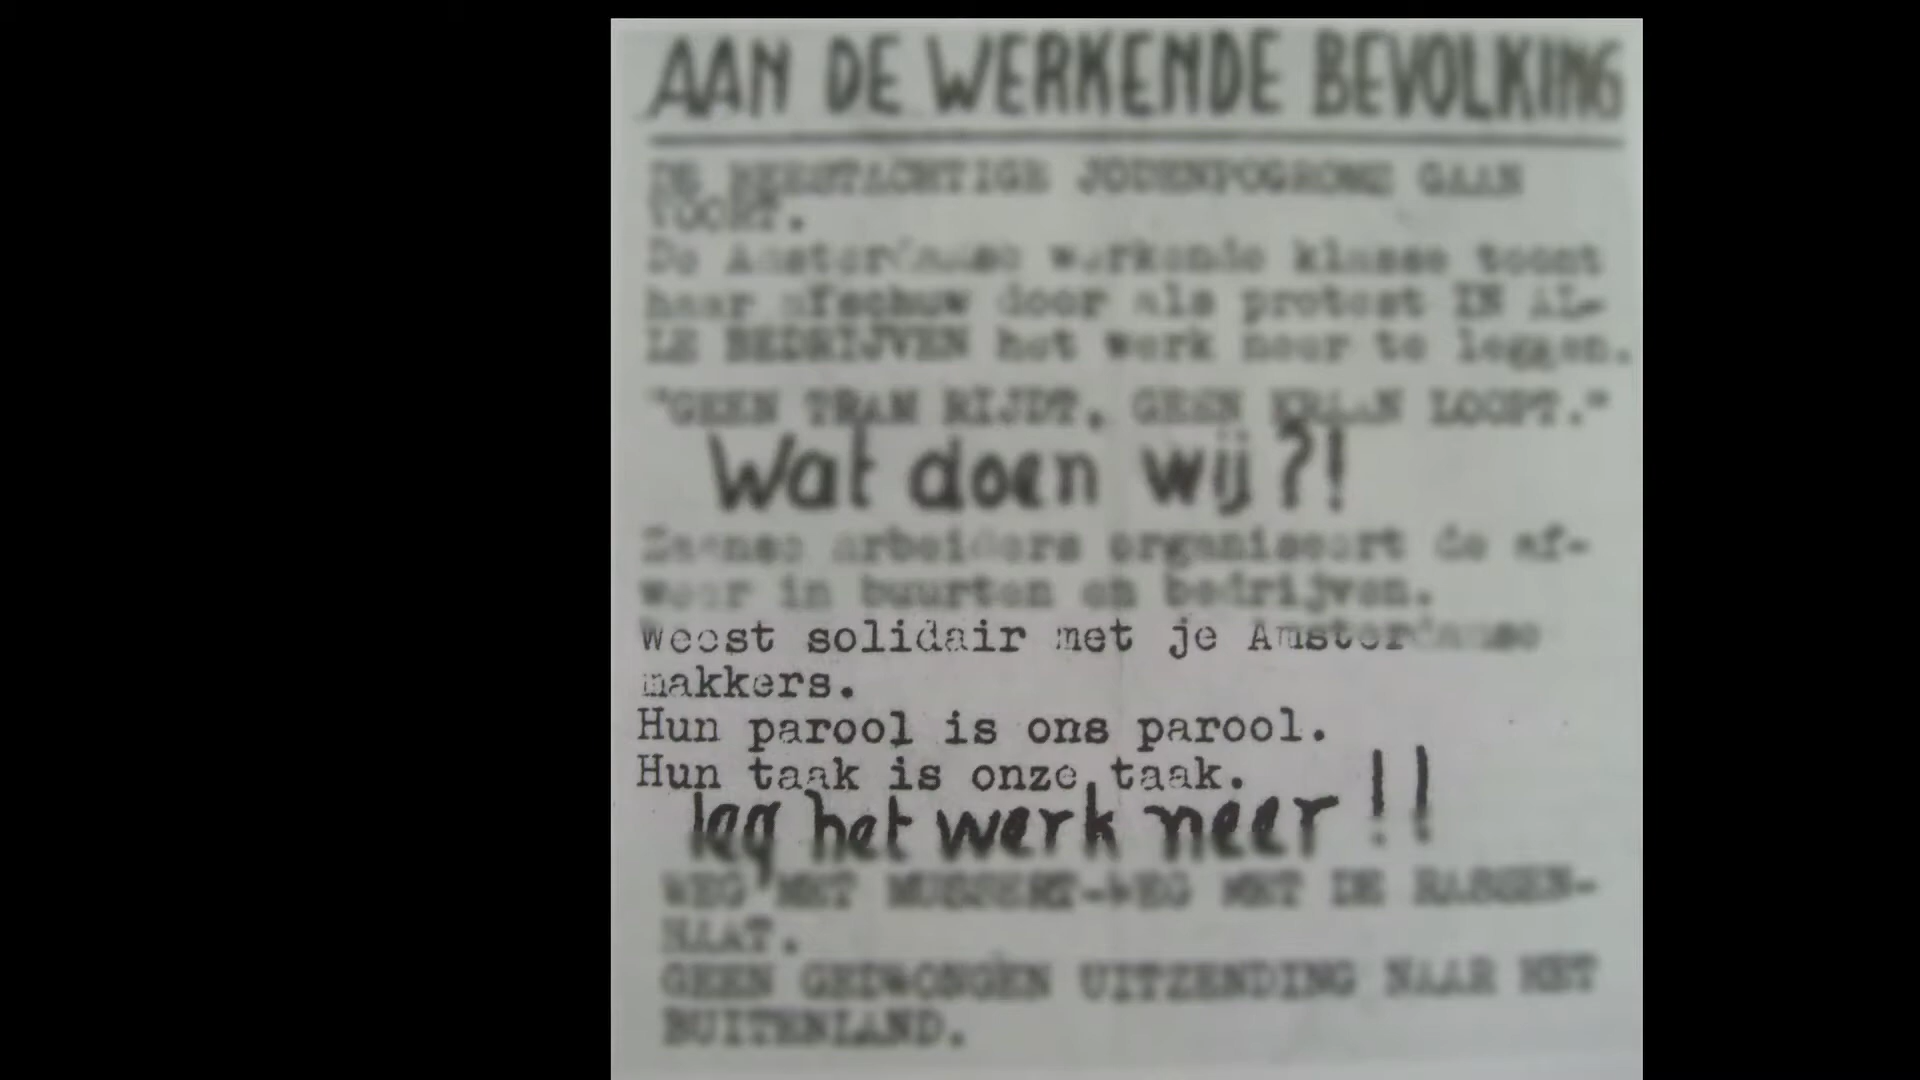 AAN DE WERKENDE BEVOLKING
DE BEESTACHTIGE JODENPOGROMS GAAN
VOORT.
De Amsterdamse werkende klasse toont
haar afschuw door als protest IN AL-
LE BEDRIJVEN het werk neer te leggen.
"GEEN TRAM RIJDT, GEEN KRAAN LOOPT."
Wat doen wij?!
Zaanse arbeiders organiseert de af-
weer in buurten en bedrijven.
Weest solidair met je Amsterdamse
makkers.
Hun parool is ons parool.
Hun taak is onze taak.
leg het werk neer!!
WEG MET MUSSERT-WEG MET DE RASSEN-
HAAT.
GEEN GEDWONGEN UITZENDING NAAR HET
BUITENLAND.